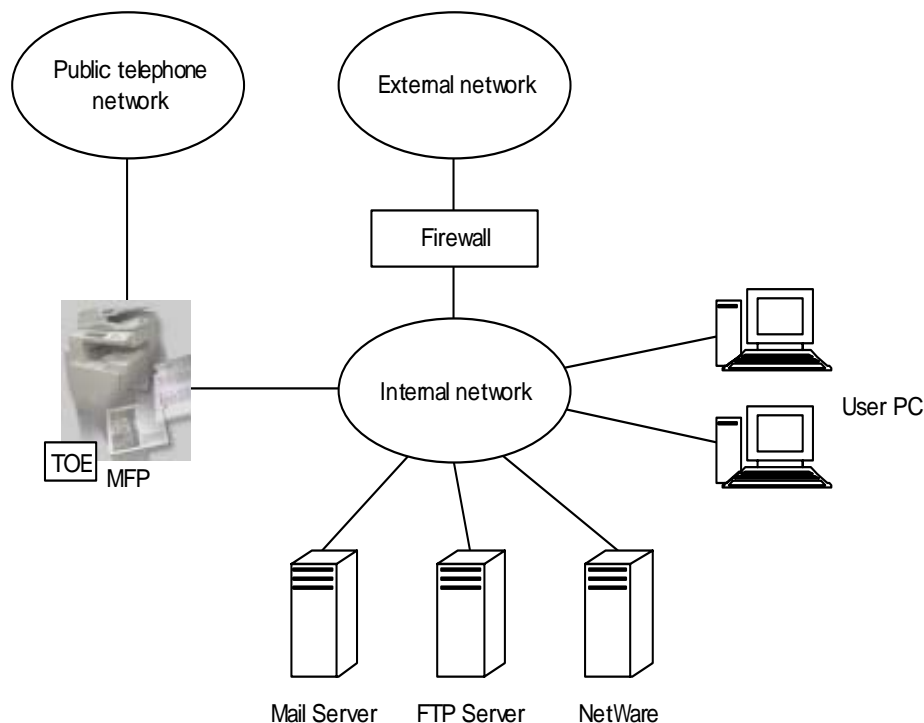 Public telephone
network
External network
Firewall
Internal network
User PC
TOE
MFP
Mail Server
FTP Server
NetWare